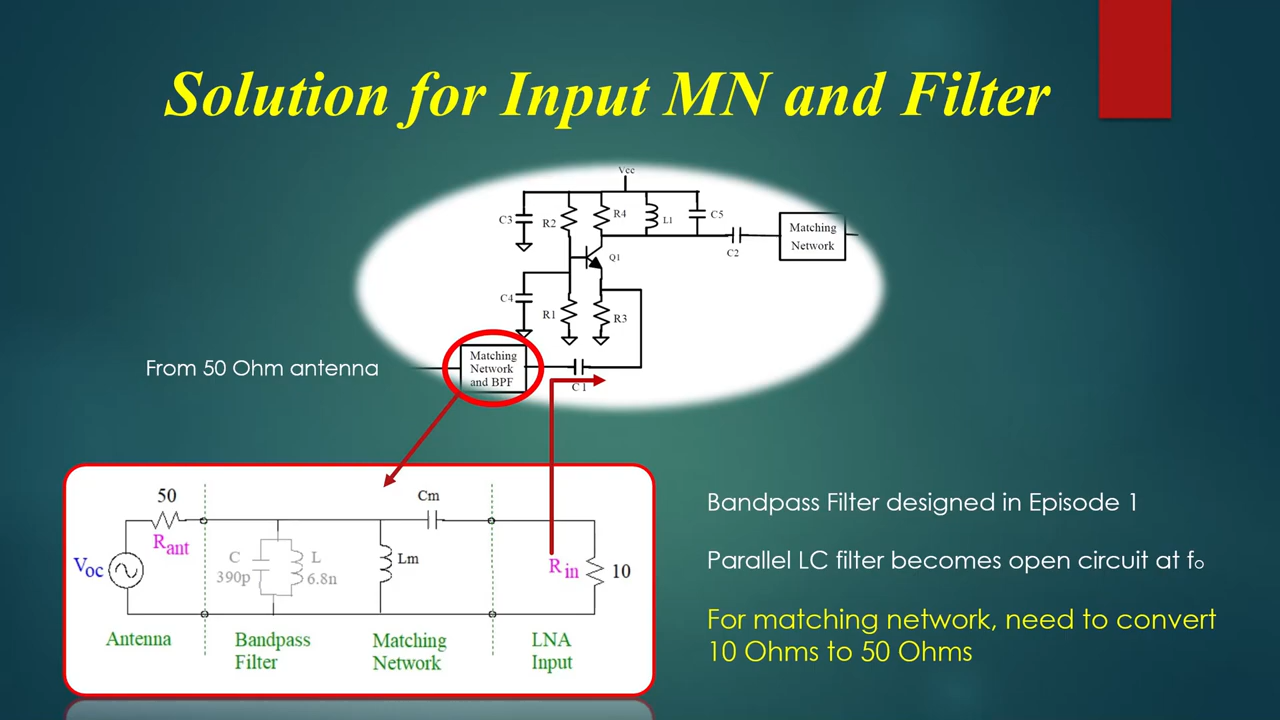 Solution for Input MN and Filter
Vcc
C3
R2
R4
L1
C5
Matching
Network
C2
Q1
C4
R1
R3
From 50 Ohm antenna
Matching
Network
and BPF
C1
50
Rant
Voc
C
390p
L
6.8n
Cm
Lm
Rin
10
Antenna
Bandpass
Filter
Matching
Network
LNA
Input
Bandpass Filter designed in Episode 1
Parallel LC filter becomes open circuit at fo
For matching network, need to convert
10 Ohms to 50 Ohms